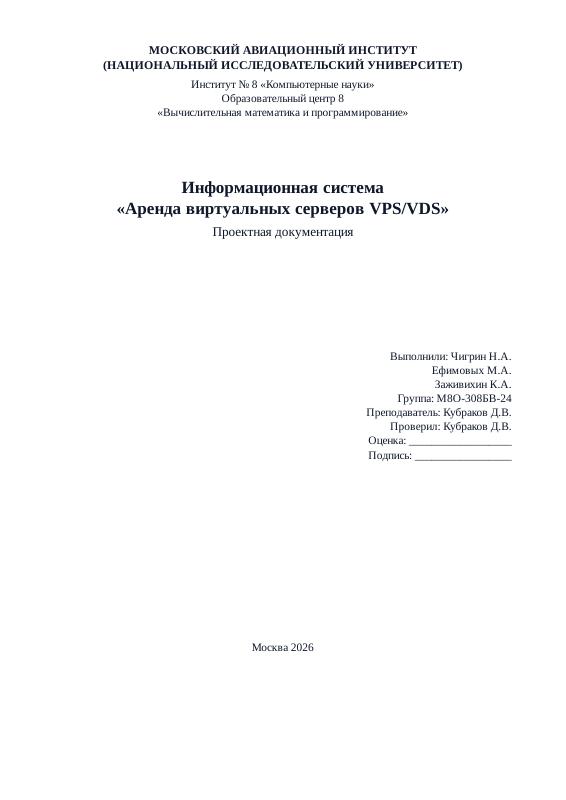 МОСКОВСКИЙ АВИАЦИОННЫЙ ИНСТИТУТ
(НАЦИОНАЛЬНЫЙ ИССЛЕДОВАТЕЛЬСКИЙ УНИВЕРСИТЕТ)
Институт № 8 «Компьютерные науки»
Образовательный центр 8
«Вычислительная математика и программирование»
Информационная система
«Аренда виртуальных серверов VPS/VDS»
Проектная документация
Выполнили: Чигрин Н.А.
Ефимовых М.А.
Заживихин К.А.
Группа: М8О-308БВ-24
Преподаватель: Кубраков Д.В.
Проверил: Кубраков Д.В.
Оценка: __________________
Подпись: _________________
Москва 2026